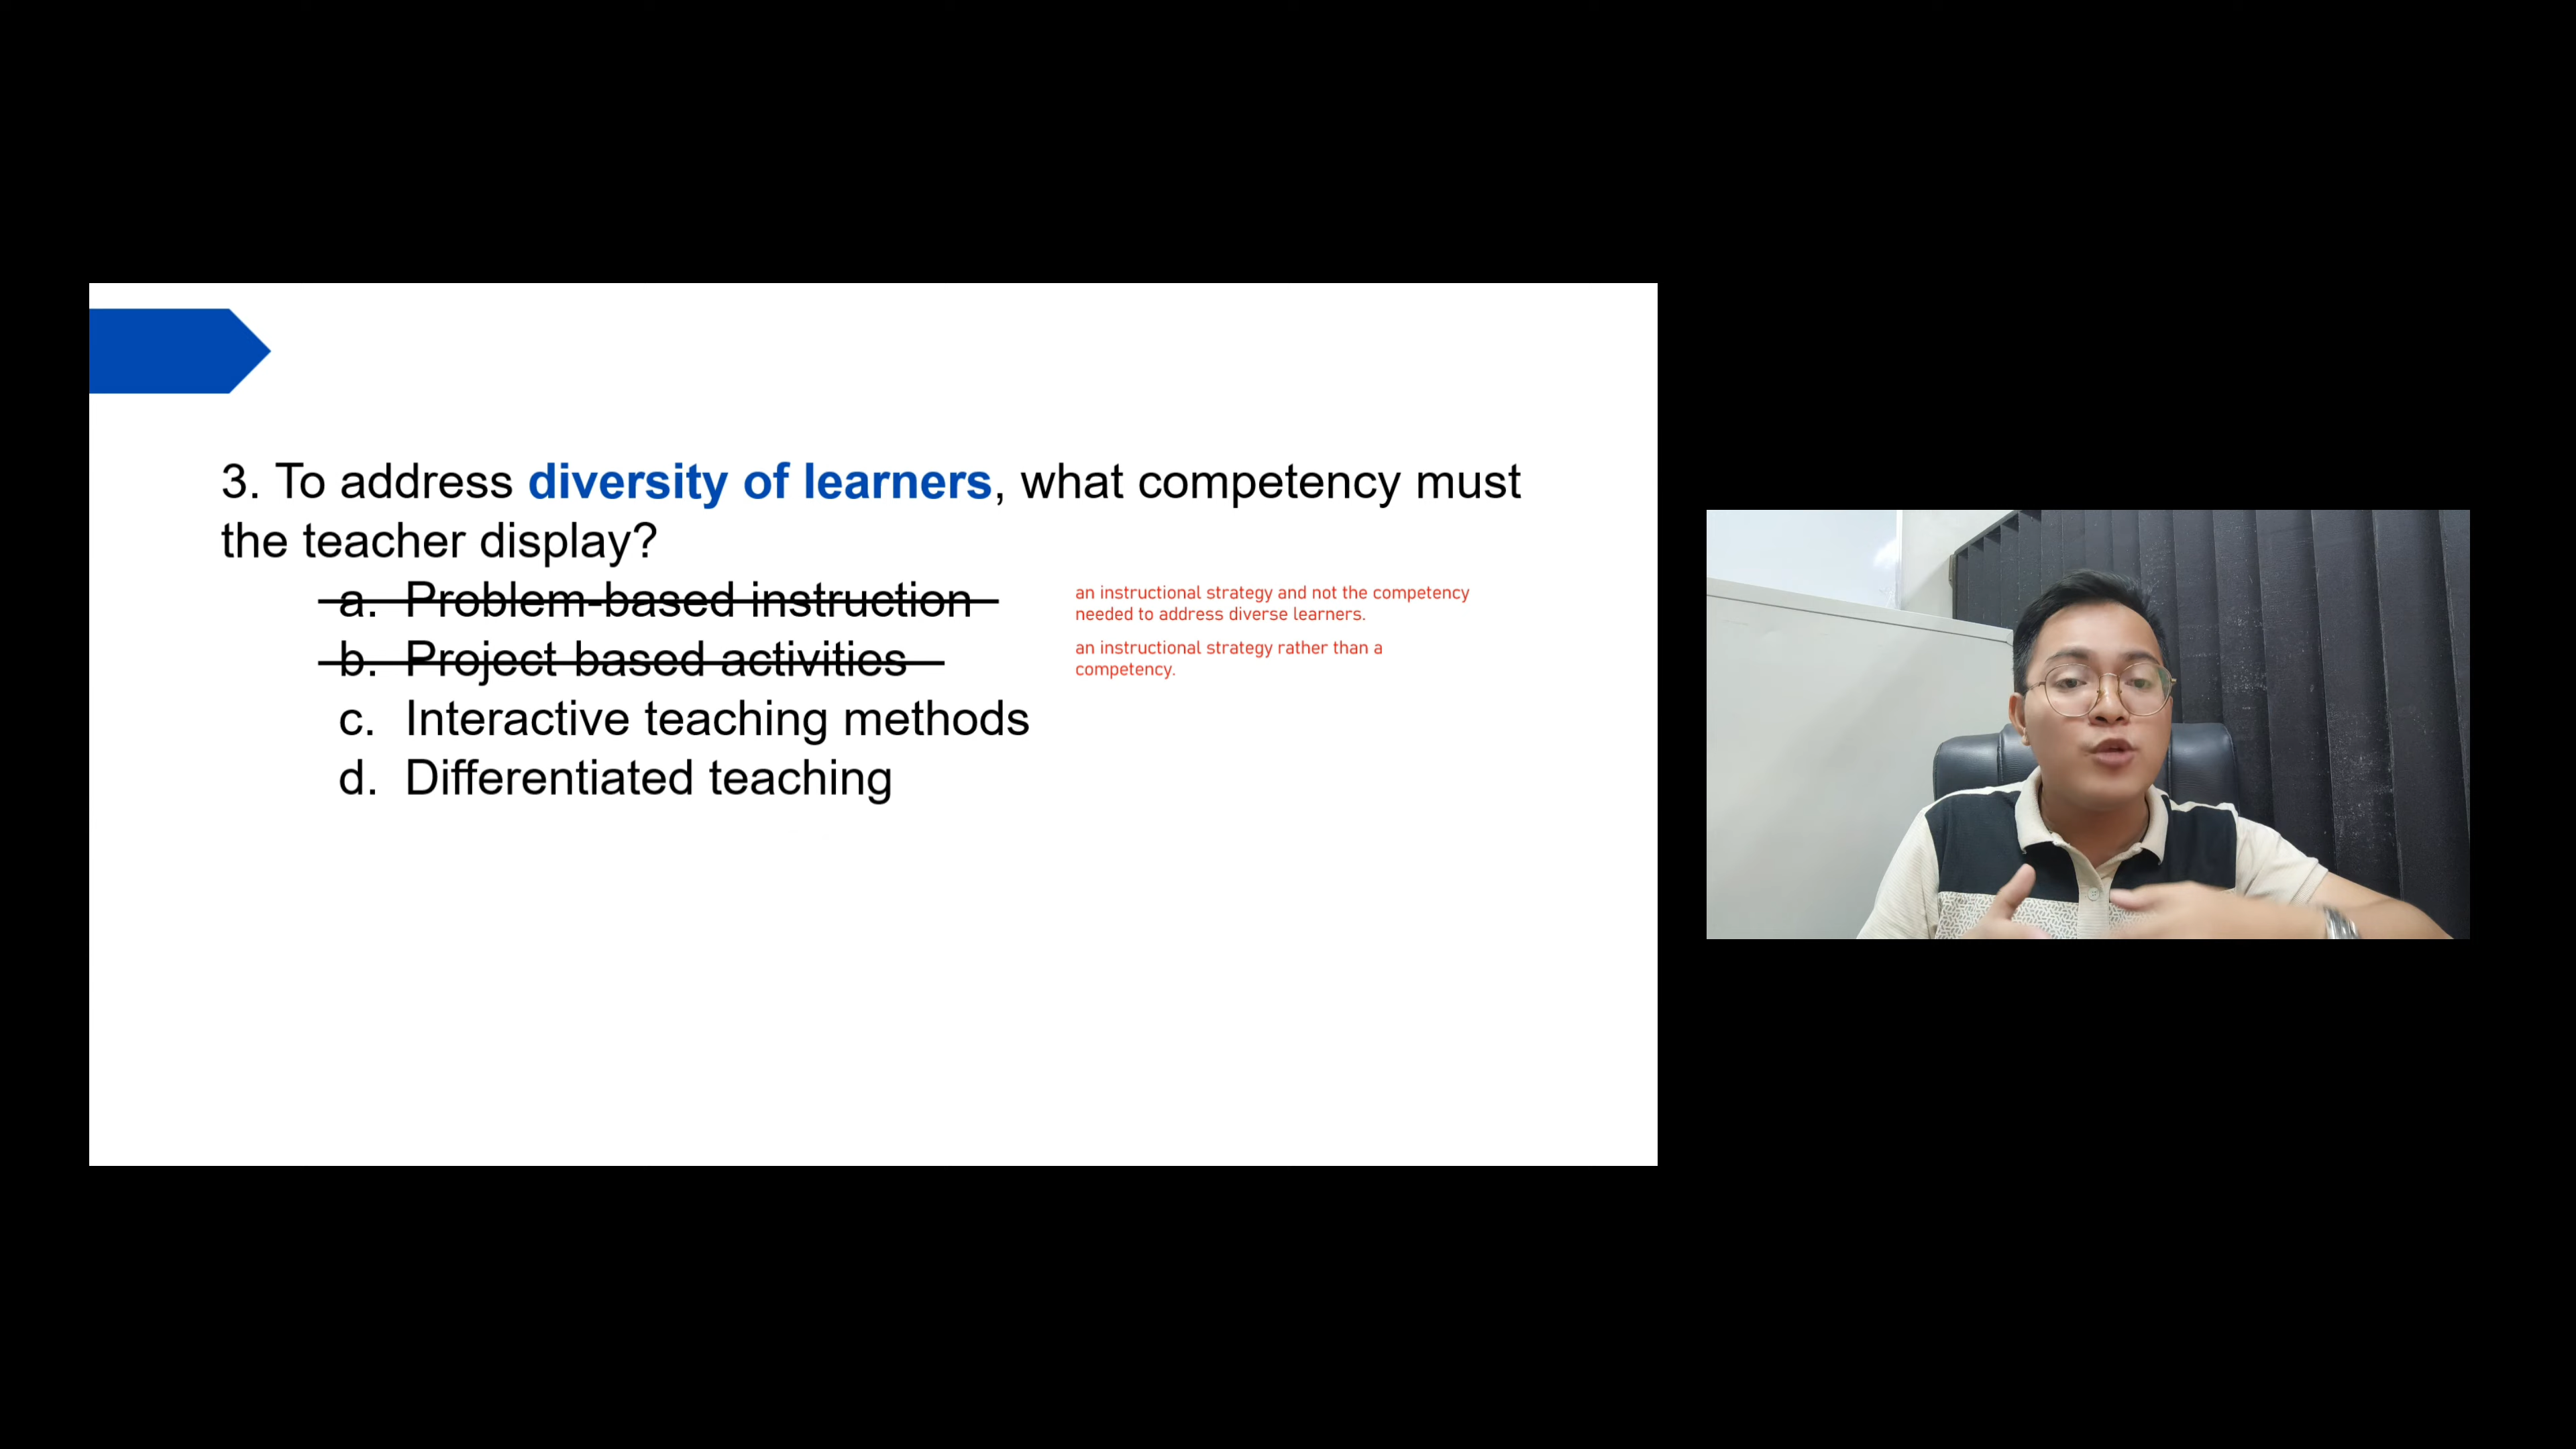 3. To address diversity of learners, what competency must
the teacher display?
a. Problem-based instruction
an instructional strategy and not the competency
needed to address diverse learners.
b. Project based activities
an instructional strategy rather than a
competency.
c. Interactive teaching methods
d. Differentiated teaching